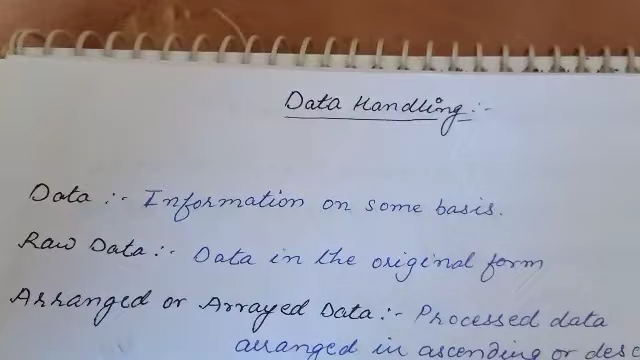 Data Handling:-
Data :- Information on some basis.
Raw Data :- Data in the original form
Arranged or Arrayed Data :- Processed data
arranged in ascending or desc